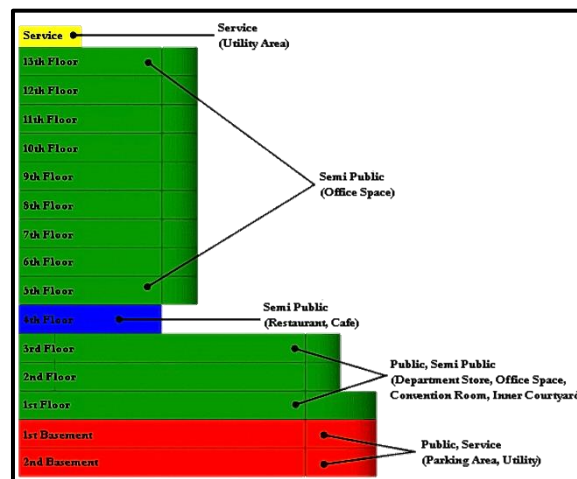 Service
Service
(Utility Area)
13th Floor
12th Floor
11th Floor
10th Floor
9th Floor
8th Floor
7th Floor
6th Floor
5th Floor
Semi Public
(Office Space)
4th Floor
Semi Public
(Restaurant, Cafe)
3rd Floor
2nd Floor
1st Floor
Public, Semi Public
(Department Store, Office Space,
Convention Room, Inner Courtyard
1st Basement
2nd Basement
Public, Service
(Parking Area, Utility)